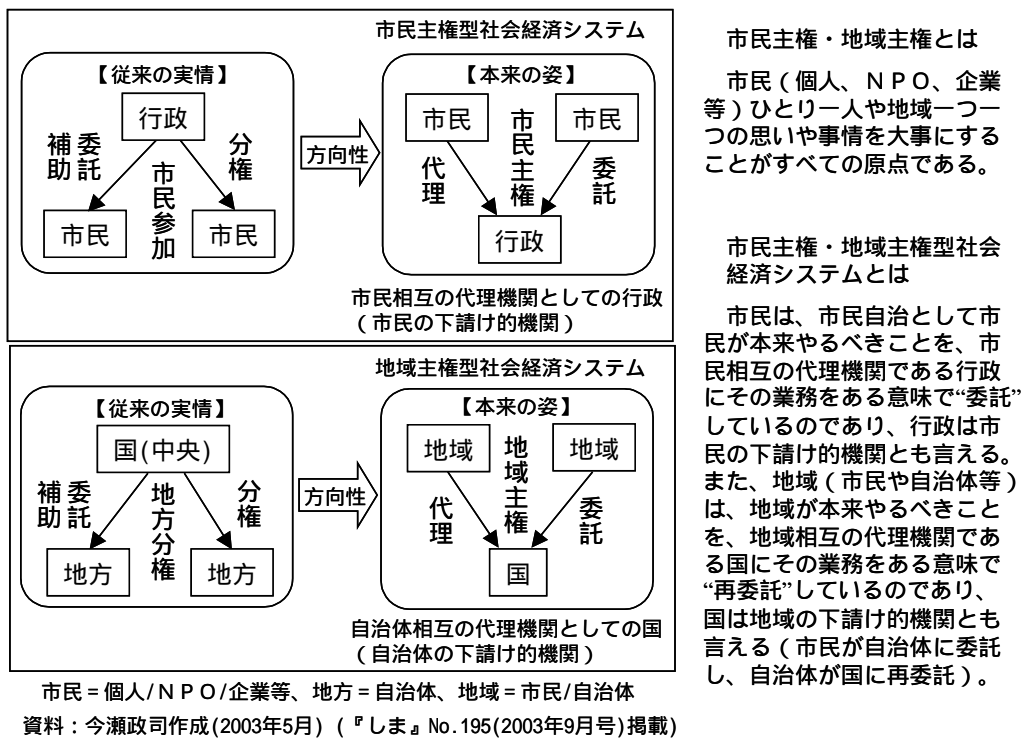 市民主権型社会経済システム
【従来の実情】
行政
補助
委託
市民参加
分権
市民
市民
方向性
【本来の姿】
市民
市民
代理
市民主権
委託
行政
市民相互の代理機関としての行政
（市民の下請け的機関）
地域主権型社会経済システム
【従来の実情】
国(中央)
補助
委託
地方分権
分権
地方
地方
方向性
【本来の姿】
地域
地域
代理
地域主権
委託
国
自治体相互の代理機関としての国
（自治体の下請け的機関）
市民＝個人/ＮＰＯ/企業等、地方＝自治体、地域＝市民/自治体
資料：今瀬政司作成(2003年5月) (『しま』No.195(2003年9月号)掲載)
市民主権・地域主権とは
市民（個人、ＮＰＯ、企業
等）ひとり一人や地域一つ一
つの思いや事情を大事にする
ことがすべての原点である。
市民主権・地域主権型社会
経済システムとは
市民は、市民自治として市
民が本来やるべきことを、市
民相互の代理機関である行政
にその業務をある意味で“委託”
しているのであり、行政は市
民の下請け的機関とも言える。
また、地域（市民や自治体等）
は、地域が本来やるべきこと
を、地域相互の代理機関であ
る国にその業務をある意味で
“再委託”しているのであり、
国は地域の下請け的機関とも
言える（市民が自治体に委託
し、自治体が国に再委託）。